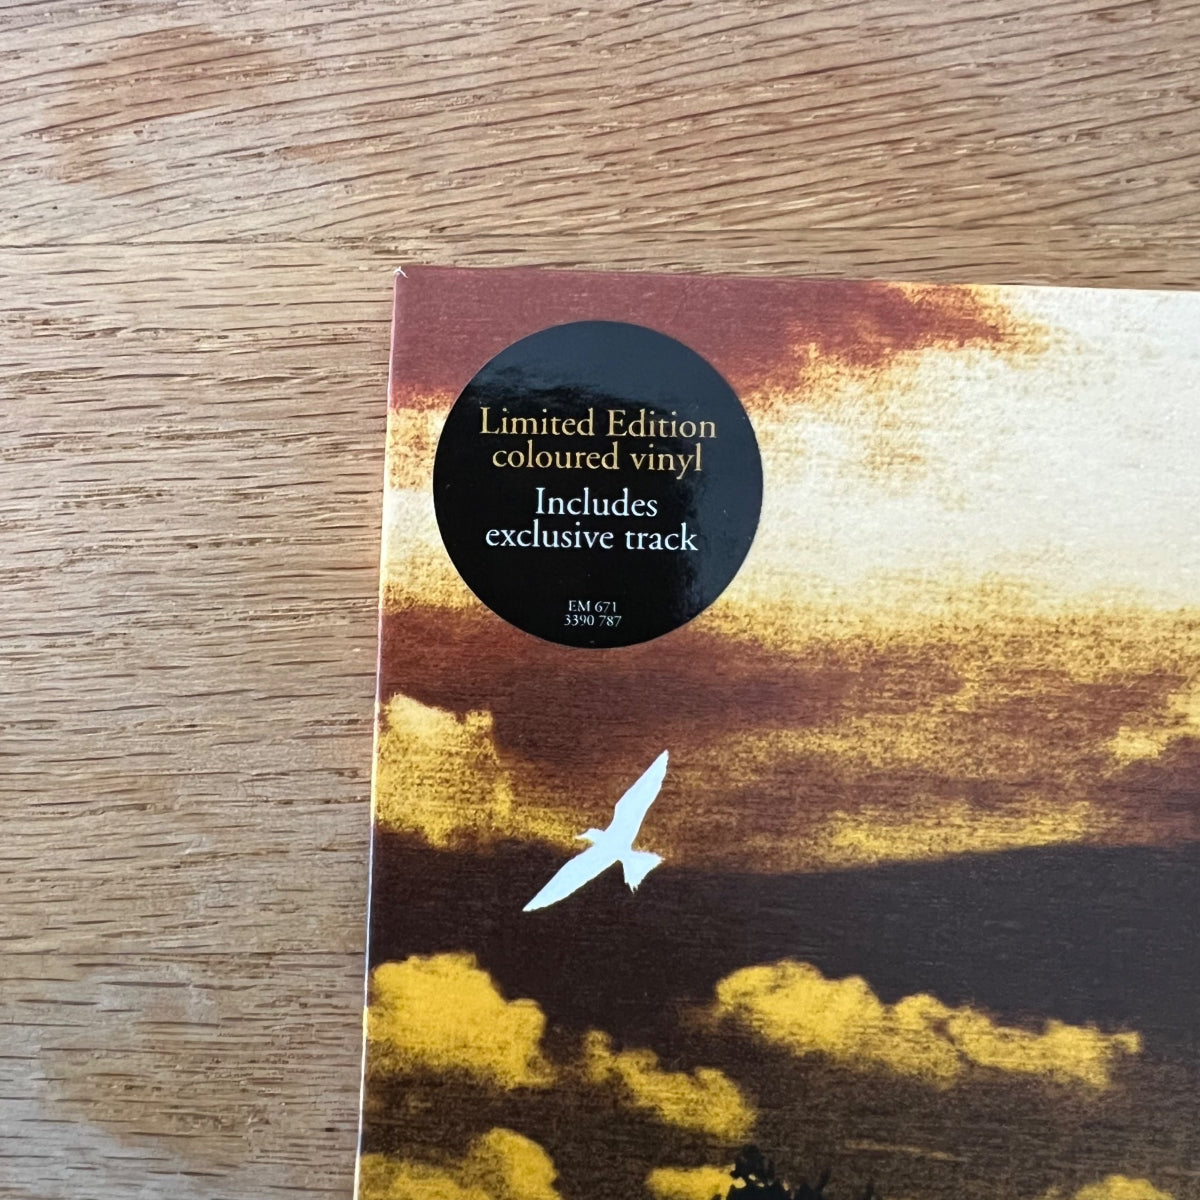 Limited Edition
coloured vinyl
Includes
exclusive track
EM 671
3390 787